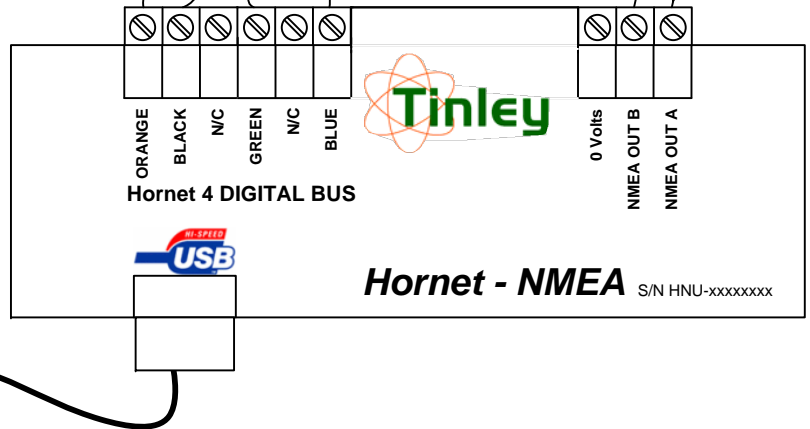 ORANGE
BLACK
N/C
GREEN
N/C
BLUE
Tinley
0 Volts
NMEA OUT B
NMEA OUT A
Hornet 4 DIGITAL BUS
HI-SPEED
USB
Hornet - NMEA S/N HNU-xxxxxxxx